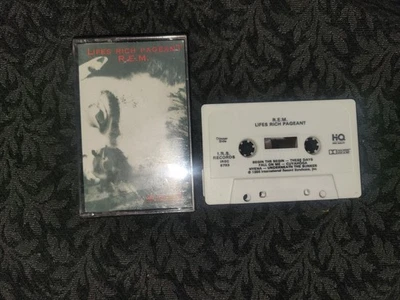 LIFES RICH PAGEANT
R.E.M.
R.E.M.
LIFES RICH PAGEANT
HQ
I.R.S.
RECORDS
BEGIN THE BEGIN — THESE DAYS
FALL ON ME — CUYAHOGA
HYENA — UNDERNEATH THE BUNKER